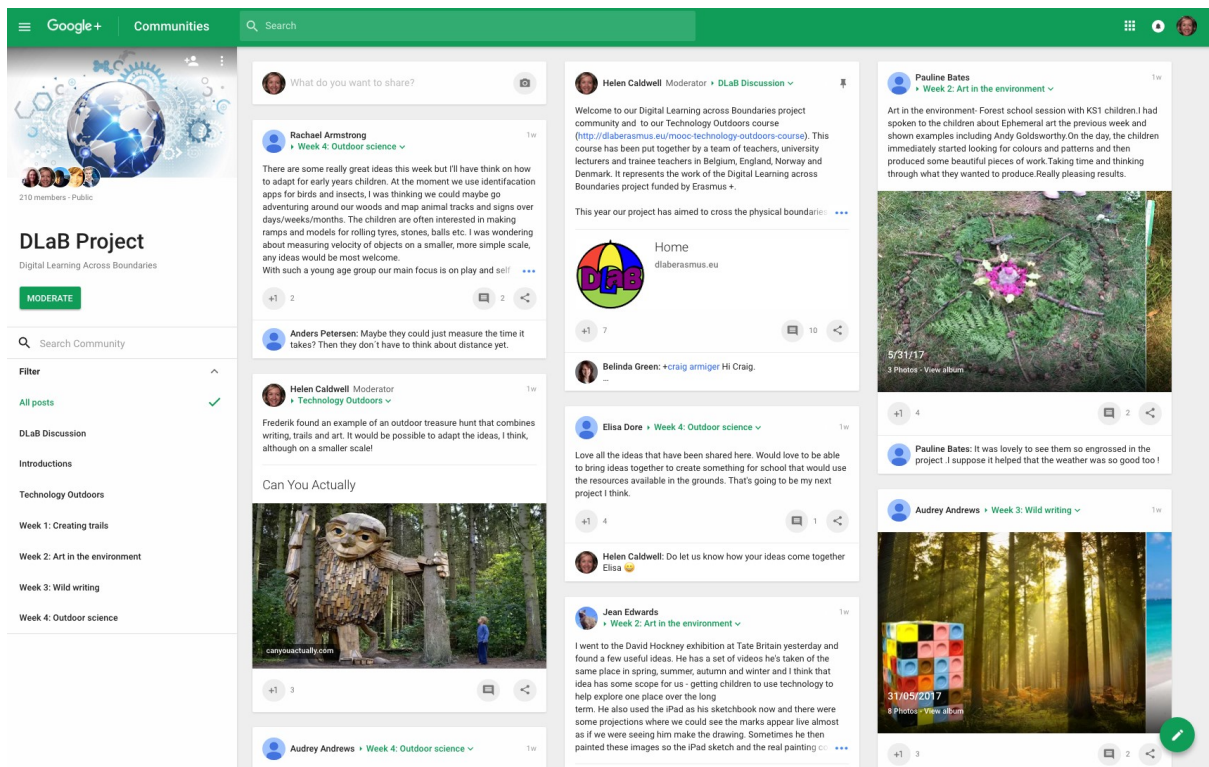 Google+
Communities
Search
210 members - Public
DLaB Project
Digital Learning Across Boundaries
MODERATE
Search Community
Filter
All posts
DLaB Discussion
Introductions
Technology Outdoors
Week 1: Creating trails
Week 2: Art in the environment
Week 3: Wild writing
Week 4: Outdoor science
What do you want to share?
Rachael Armstrong
1w
Week 4: Outdoor science
There are some really great ideas this week but I'll have think on how
to adapt for early years children. At the moment we use identifacation
apps for birds and insects, I was thinking we could maybe go
adventuring around our woods and map animal tracks and signs over
days/weeks/months. The children are often interested in making
ramps and models for rolling tyres, stones, balls etc. I was wondering
about measuring velocity of objects on a smaller, more simple scale,
any ideas would be most welcome.
With such a young age group our main focus is on play and self
+1 2
2
Anders Petersen: Maybe they could just measure the time it
takes? Then they don´t have to think about distance yet.
Helen Caldwell Moderator
1w
Technology Outdoors
Frederik found an example of an outdoor treasure hunt that combines
writing, trails and art. It would be possible to adapt the ideas, I think,
although on a smaller scale!
Can You Actually
canyouactually.com
+1 3
Audrey Andrews Week 4: Outdoor science
1w
Helen Caldwell Moderator DLaB Discussion
Welcome to our Digital Learning across Boundaries project
community and to our Technology Outdoors course
(http://dlaberasmus.eu/mooc-technology-outdoors-course). This
course has been put together by a team of teachers, university
lecturers and trainee teachers in Belgium, England, Norway and
Denmark. It represents the work of the Digital Learning across
Boundaries project funded by Erasmus +.
This year our project has aimed to cross the physical boundaries
DLaB
Home
dlaberasmus.eu
+1 7
10
Belinda Green: +craig armiger Hi Craig.
...
Elisa Dore Week 4: Outdoor science
1w
Love all the ideas that have been shared here. Would love to be able
to bring ideas together to create something for school that would use
the resources available in the grounds. That's going to be my next
project I think.
+1 4
1
Helen Caldwell: Do let us know how your ideas come together
Elisa 😄
Jean Edwards
1w
Week 2: Art in the environment
I went to the David Hockney exhibition at Tate Britain yesterday and
found a few useful ideas. He has a set of videos he's taken of the
same place in spring, summer, autumn and winter and I think that
idea has some scope for us - getting children to use technology to
help explore one place over the long
term. He also used the iPad as his sketchbook now and there were
some projections where we could see the marks appear live almost
as if we were seeing him make the drawing. Sometimes he then
painted these images so the iPad sketch and the real painting co
Pauline Bates
1w
Week 2: Art in the environment
Art in the environment- Forest school session with KS1 children.I had
spoken to the children about Ephemeral art the previous week and
shown examples including Andy Goldsworthy.On the day, the children
immediately started looking for colours and patterns and then
produced some beautiful pieces of work.Taking time and thinking
through what they wanted to produce.Really pleasing results.
5/31/17
3 Photos - View album
+1 4
2
Pauline Bates: It was lovely to see them so engrossed in the
project .I suppose it helped that the weather was so good too !
Audrey Andrews Week 3: Wild writing
1w
31/05/2017
8 Photos - View album
+1 3
2